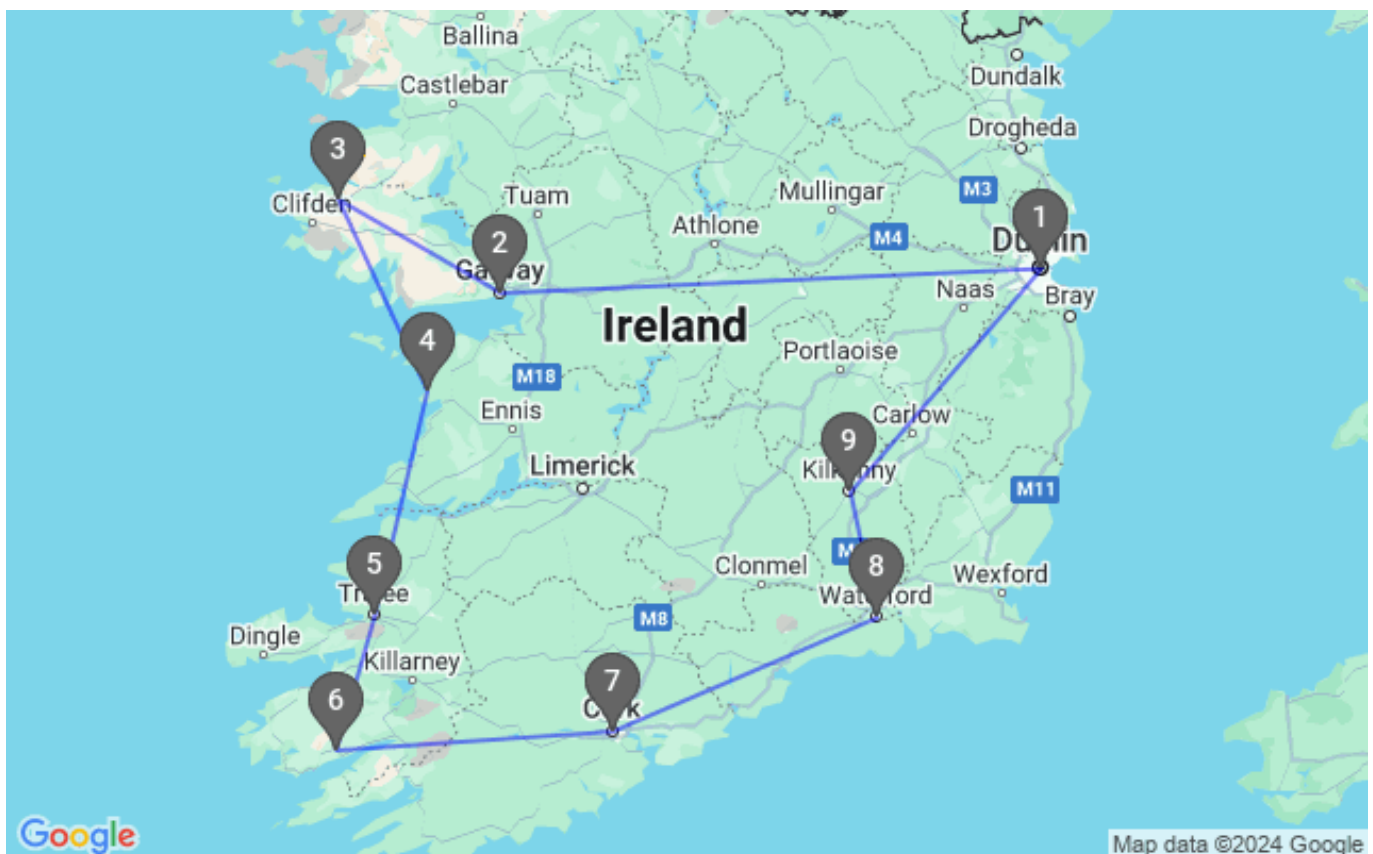 Ballina
Castlebar
Dundalk
Drogheda
3
Clifden
Tuam
Mullingar
M3
1
2
Athlone
M4
Naas
Bray
Ireland
4
Portlaoise
M18
Ennis
Carlow
9
Limerick
M11
5
Clonmel
8
Wexford
M8
Dingle
Killarney
6
7
Google
Map data ©2024 Google